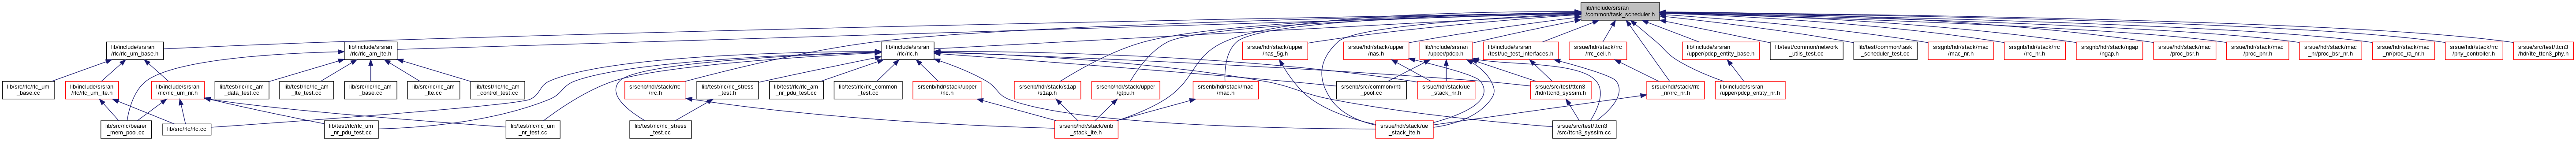 lib/include/srsran
/common/task_scheduler.h
lib/include/srsran
/rlc/rlc_um_base.h
lib/include/srsran
/rlc/rlc_am_lte.h
lib/include/srsran
/rlc/rlc.h
srsue/hdr/stack/upper
/nas_5g.h
srsue/hdr/stack/upper
/nas.h
lib/include/srsran
/upper/pdcp.h
lib/include/srsran
/test/ue_test_interfaces.h
srsue/hdr/stack/rrc
/rrc_cell.h
lib/include/srsran
/upper/pdcp_entity_base.h
lib/test/common/network
_utils_test.cc
lib/test/common/task
_scheduler_test.cc
srsgnb/hdr/stack/mac
/mac_nr.h
srsgnb/hdr/stack/rrc
/rrc_nr.h
srsgnb/hdr/stack/ngap
/ngap.h
srsue/hdr/stack/mac
/proc_bsr.h
srsue/hdr/stack/mac
/proc_phr.h
srsue/hdr/stack/mac
_nr/proc_bsr_nr.h
srsue/hdr/stack/mac
_nr/proc_ra_nr.h
srsue/hdr/stack/rrc
/phy_controller.h
srsue/src/test/ttcn3
/hdr/lte_ttcn3_phy.h
lib/src/rlc/rlc_um
_base.cc
lib/include/srsran
/rlc/rlc_um_lte.h
lib/include/srsran
/rlc/rlc_um_nr.h
lib/test/rlc/rlc_am
_data_test.cc
lib/test/rlc/rlc_am
_lte_test.cc
lib/src/rlc/rlc_am
_base.cc
lib/src/rlc/rlc_am
_lte.cc
lib/test/rlc/rlc_am
_control_test.cc
srsenb/hdr/stack/rrc
/rrc.h
lib/test/rlc/rlc_stress
_test.h
lib/test/rlc/rlc_am
_nr_pdu_test.cc
lib/test/rlc/rlc_common
_test.cc
srsenb/hdr/stack/upper
/rlc.h
srsenb/hdr/stack/s1ap
/s1ap.h
srsenb/hdr/stack/upper
/gtpu.h
srsenb/hdr/stack/mac
/mac.h
srsenb/src/common/rnti
_pool.cc
srsue/hdr/stack/ue
_stack_nr.h
srsue/src/test/ttcn3
/hdr/ttcn3_syssim.h
srsue/hdr/stack/rrc
_nr/rrc_nr.h
lib/include/srsran
/upper/pdcp_entity_nr.h
lib/src/rlc/bearer
_mem_pool.cc
lib/src/rlc/rlc.cc
lib/test/rlc/rlc_um
_nr_pdu_test.cc
lib/test/rlc/rlc_um
_nr_test.cc
lib/test/rlc/rlc_stress
_test.cc
srsenb/hdr/stack/enb
_stack_lte.h
srsue/hdr/stack/ue
_stack_lte.h
srsue/src/test/ttcn3
/src/ttcn3_syssim.cc